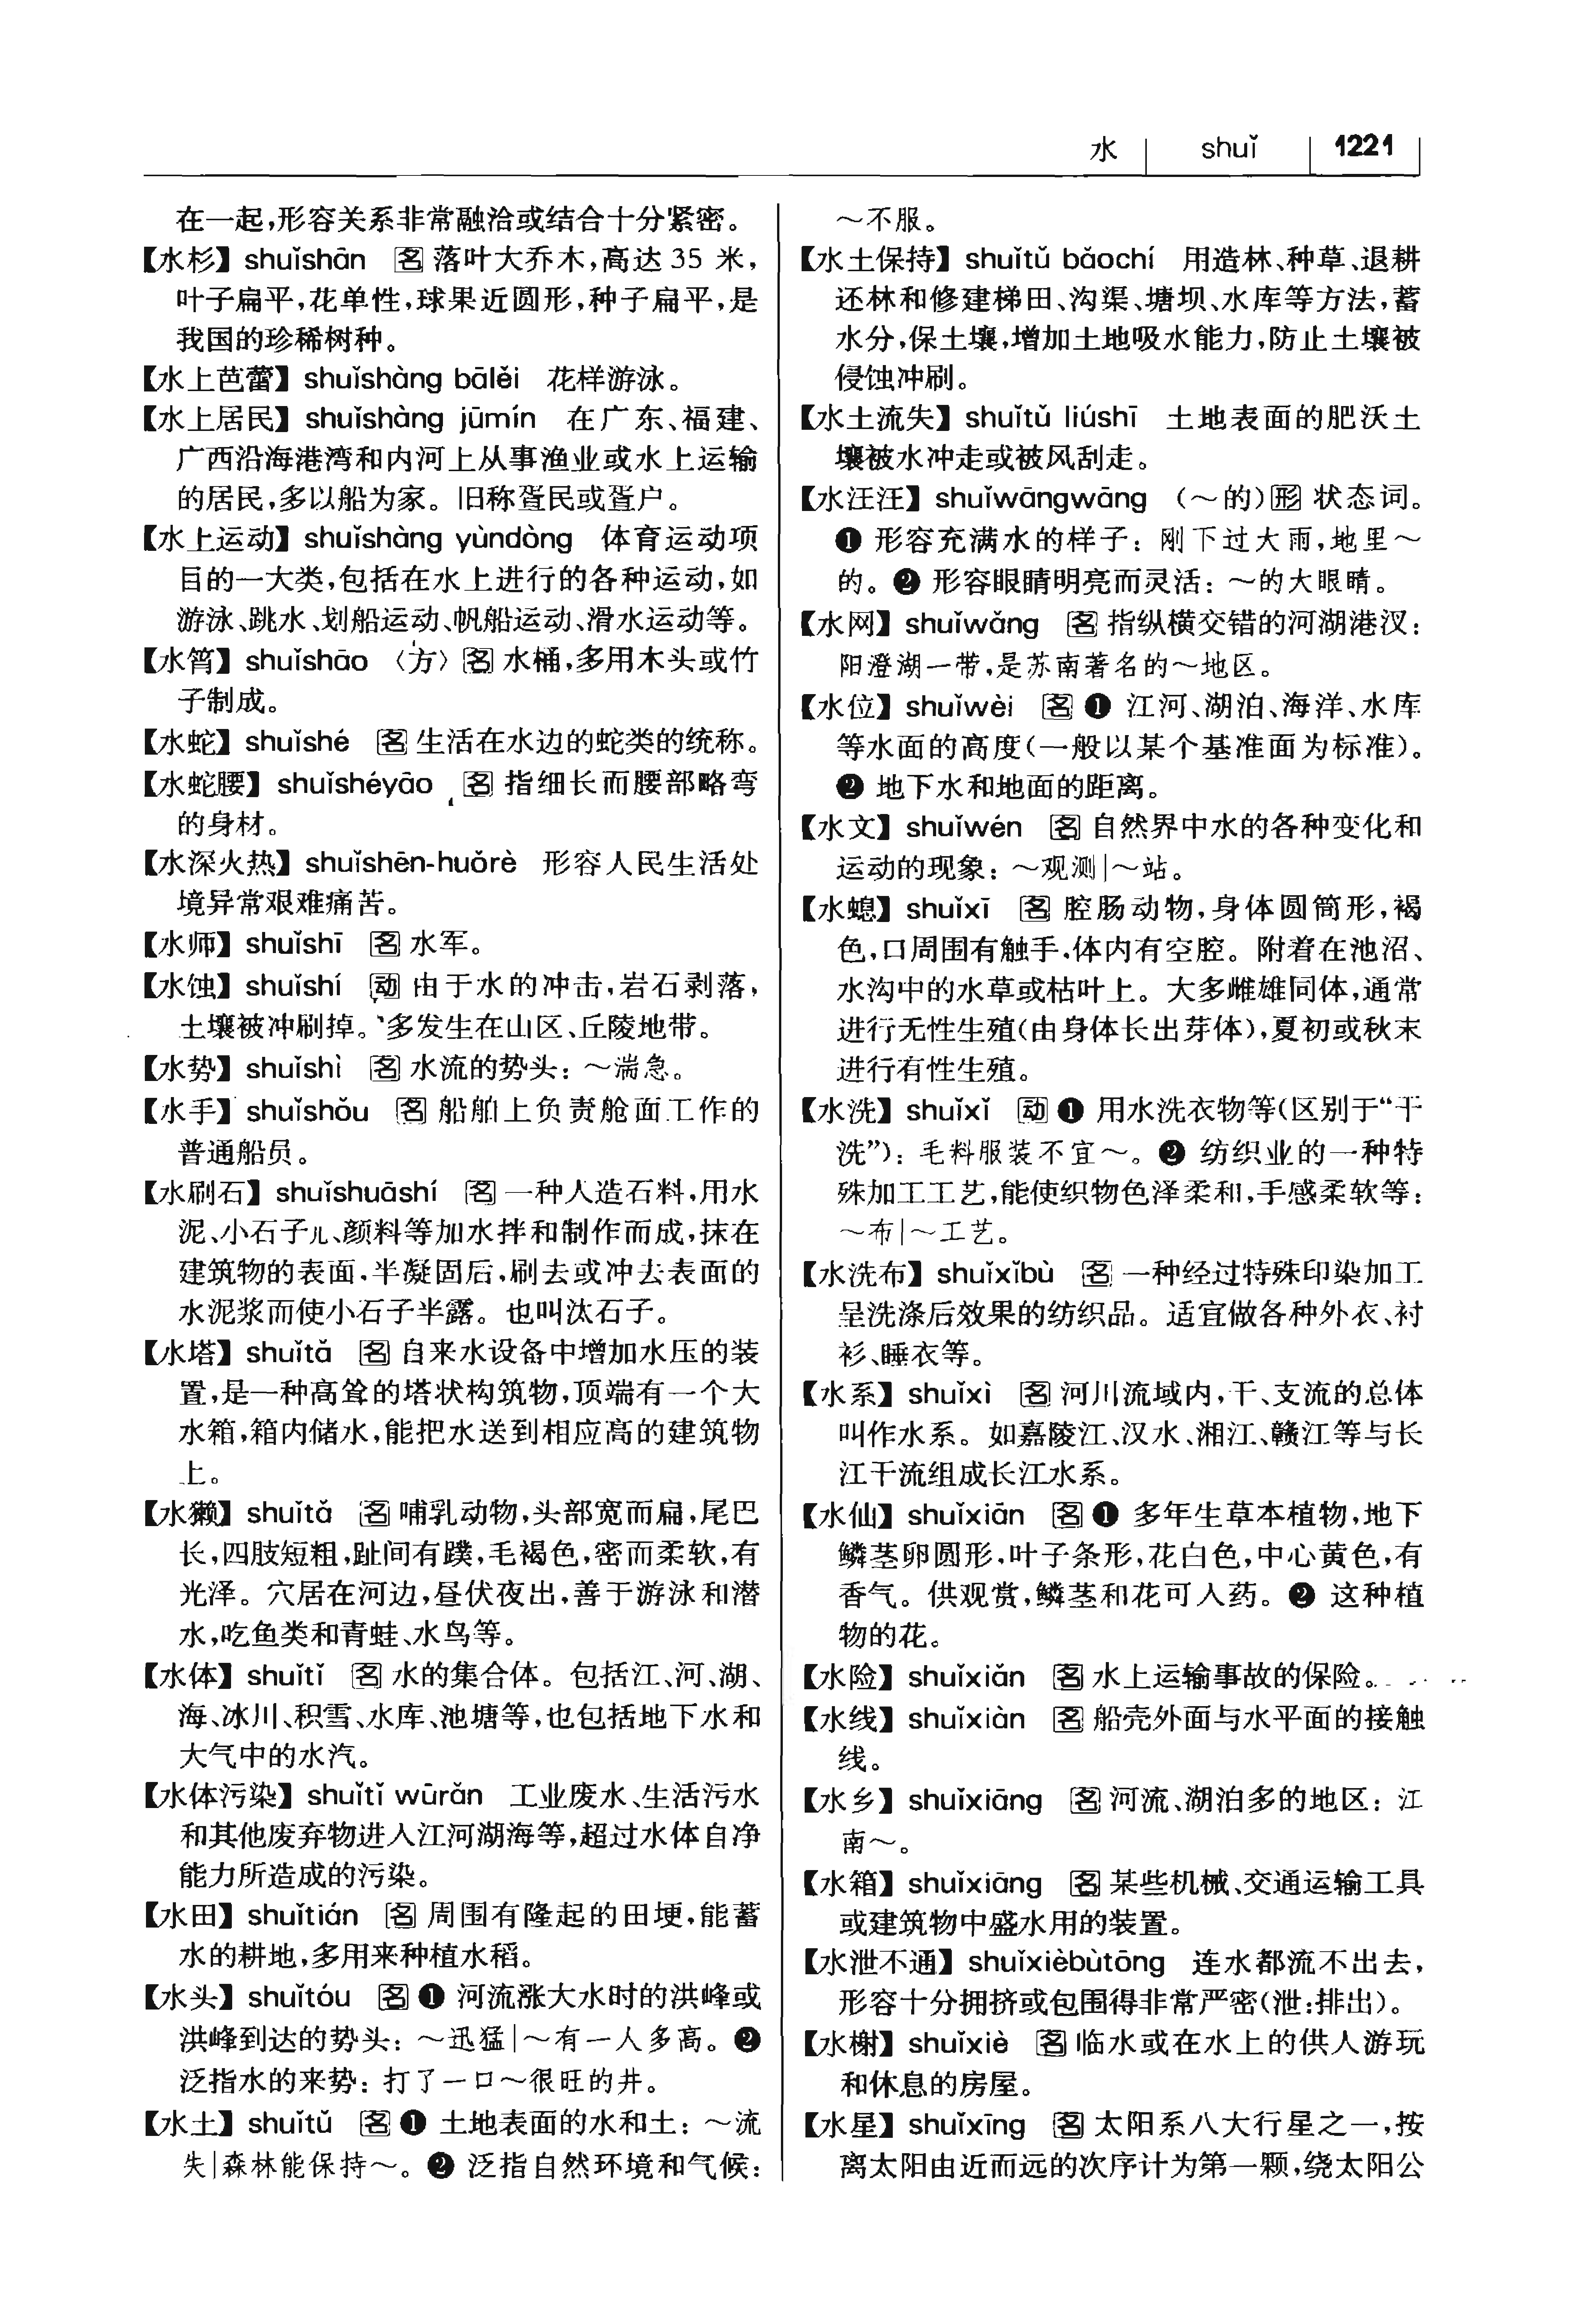 水 shuǐ 1221
在一起,形容关系非常融洽或结合十分紧密。
【水杉】 shuǐshān 名 落叶大乔木,高达 35 米,
叶子扁平,花单性,球果近圆形,种子扁平,是
我国的珍稀树种。
【水上芭蕾】 shuǐshàng bālěi 花样游泳。
【水上居民】 shuǐshàng jūmín 在广东、福建、
广西沿海港湾和内河上从事渔业或水上运输
的居民,多以船为家。旧称疍民或疍户。
【水上运动】 shuǐshàng yùndòng 体育运动项
目的一大类,包括在水上进行的各种运动,如
游泳、跳水、划船运动、帆船运动、滑水运动等。
【水筲】 shuǐshāo 〈方〉 名 水桶,多用木头或竹
子制成。
【水蛇】 shuǐshé 名 生活在水边的蛇类的统称。
【水蛇腰】 shuǐshéyāo 名 指细长而腰部略弯
的身材。
【水深火热】 shuǐshēn-huǒrè 形容人民生活处
境异常艰难痛苦。
【水师】 shuǐshī 名 水军。
【水蚀】 shuǐshí 动 由于水的冲击,岩石剥落,
土壤被冲刷掉。多发生在山区、丘陵地带。
【水势】 shuǐshì 名 水流的势头:～湍急。
【水手】 shuǐshǒu 名 船舶上负责舱面工作的
普通船员。
【水刷石】 shuǐshuāshí 名 一种人造石料,用水
泥、小石子儿、颜料等加水拌和制作而成,抹在
建筑物的表面,半凝固后,刷去或冲去表面的
水泥浆而使小石子半露。也叫汰石子。
【水塔】 shuǐtǎ 名 自来水设备中增加水压的装
置,是一种高耸的塔状构筑物,顶端有一个大
水箱,箱内储水,能把水送到相应高的建筑物
上。
【水獭】 shuǐtǎ 名 哺乳动物,头部宽而扁,尾巴
长,四肢短粗,趾间有蹼,毛褐色,密而柔软,有
光泽。穴居在河边,昼伏夜出,善于游泳和潜
水,吃鱼类和青蛙、水鸟等。
【水体】 shuǐtǐ 名 水的集合体。包括江、河、湖、
海、冰川、积雪、水库、池塘等,也包括地下水和
大气中的水汽。
【水体污染】 shuǐtǐ wūrǎn 工业废水、生活污水
和其他废弃物进入江河湖海等,超过水体自净
能力所造成的污染。
【水田】 shuǐtián 名 周围有隆起的田埂,能蓄
水的耕地,多用来种植水稻。
【水头】 shuǐtóu 名 ❶ 河流涨大水时的洪峰或
洪峰到达的势头:～迅猛|～有一人多高。❷
泛指水的来势:打了一口～很旺的井。
【水土】 shuǐtǔ 名 ❶ 土地表面的水和土:～流
失|森林能保持～。❷ 泛指自然环境和气候:
～不服。
【水土保持】 shuǐtǔ bǎochí 用造林、种草、退耕
还林和修建梯田、沟渠、塘坝、水库等方法,蓄
水分,保土壤,增加土地吸水能力,防止土壤被
侵蚀冲刷。
【水土流失】 shuǐtǔ liúshī 土地表面的肥沃土
壤被水冲走或被风刮走。
【水汪汪】 shuǐwāngwāng (～的) 形 状态词。
❶ 形容充满水的样子:刚下过大雨,地里～
的。❷ 形容眼睛明亮而灵活:～的大眼睛。
【水网】 shuǐwǎng 名 指纵横交错的河湖港汊:
阳澄湖一带,是苏南著名的～地区。
【水位】 shuǐwèi 名 ❶ 江河、湖泊、海洋、水库
等水面的高度(一般以某个基准面为标准)。
❷ 地下水和地面的距离。
【水文】 shuǐwén 名 自然界中水的各种变化和
运动的现象:～观测|～站。
【水螅】 shuǐxī 名 腔肠动物,身体圆筒形,褐
色,口周围有触手,体内有空腔。附着在池沼、
水沟中的水草或枯叶上。大多雌雄同体,通常
进行无性生殖(由身体长出芽体),夏初或秋末
进行有性生殖。
【水洗】 shuǐxǐ 动 ❶ 用水洗衣物等(区别于“干
洗”):毛料服装不宜～。❷ 纺织业的一种特
殊加工工艺,能使织物色泽柔和,手感柔软等:
～布|～工艺。
【水洗布】 shuǐxǐbù 名 一种经过特殊印染加工
呈洗涤后效果的纺织品。适宜做各种外衣、衬
衫、睡衣等。
【水系】 shuǐxì 名 河川流域内,干、支流的总体
叫作水系。如嘉陵江、汉水、湘江、赣江等与长
江干流组成长江水系。
【水仙】 shuǐxiān 名 ❶ 多年生草本植物,地下
鳞茎卵圆形,叶子条形,花白色,中心黄色,有
香气。供观赏,鳞茎和花可入药。❷ 这种植
物的花。
【水险】 shuǐxiǎn 名 水上运输事故的保险。
【水线】 shuǐxiàn 名 船壳外面与水平面的接触
线。
【水乡】 shuǐxiāng 名 河流、湖泊多的地区:江
南～。
【水箱】 shuǐxiāng 名 某些机械、交通运输工具
或建筑物中盛水用的装置。
【水泄不通】 shuǐxièbùtōng 连水都流不出去,
形容十分拥挤或包围得非常严密(泄:排出)。
【水榭】 shuǐxiè 名 临水或在水上的供人游玩
和休息的房屋。
【水星】 shuǐxīng 名 太阳系八大行星之一,按
离太阳由近而远的次序计为第一颗,绕太阳公